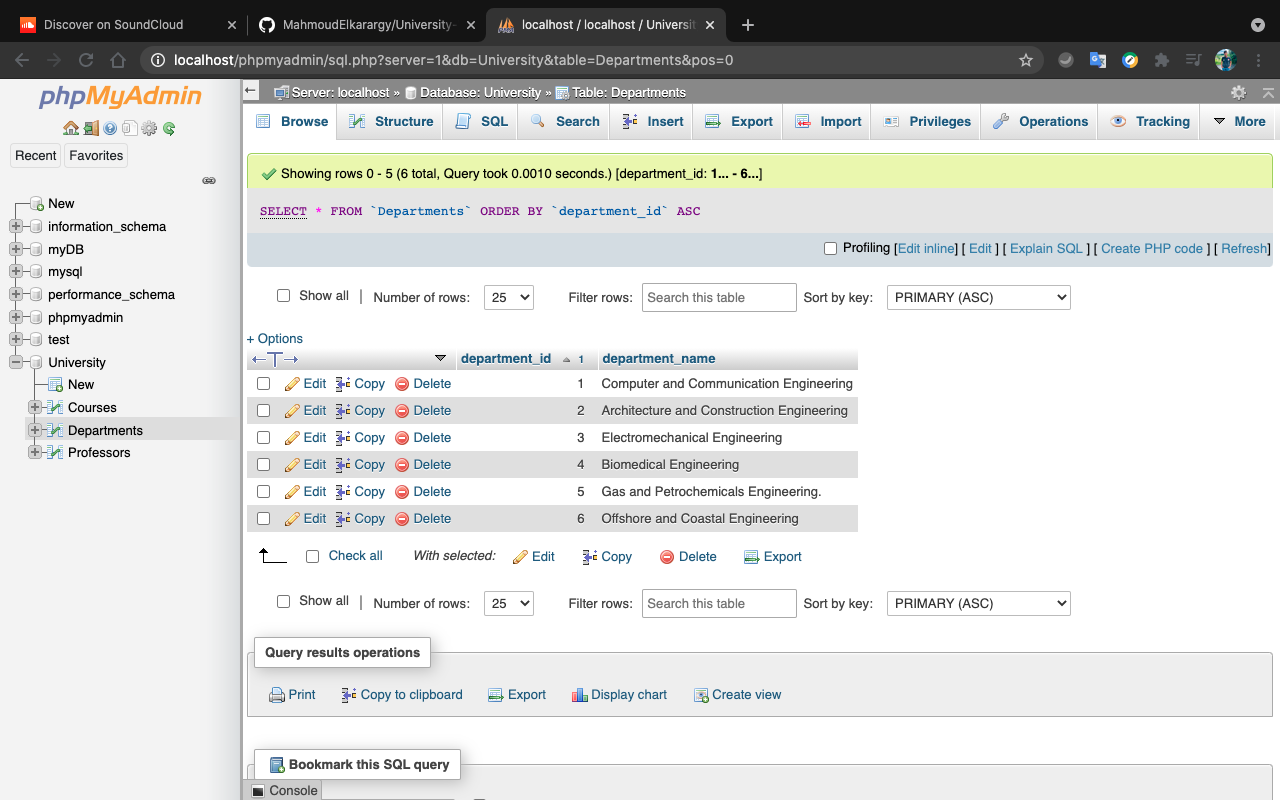 Discover on SoundCloud
MahmoudElkarargy/University-
localhost / localhost / Universit
localhost/phpmyadmin/sql.php?server=1&db=University&table=Departments&pos=0
phpMyAdmin
Recent Favorites
New
information_schema
myDB
mysql
performance_schema
phpmyadmin
test
University
New
Courses
Departments
Professors
Server: localhost » Database: University » Table: Departments
Browse Structure SQL Search Insert Export Import Privileges Operations Tracking More
Showing rows 0 - 5 (6 total, Query took 0.0010 seconds.) [department_id: 1... - 6...]
SELECT * FROM `Departments` ORDER BY `department_id` ASC
Profiling [Edit inline] [ Edit ] [ Explain SQL ] [ Create PHP code ] [ Refresh]
Show all | Number of rows: 25 Filter rows: Search this table Sort by key: PRIMARY (ASC)
+ Options
←T→ department_id 1 department_name
Edit Copy Delete 1 Computer and Communication Engineering
Edit Copy Delete 2 Architecture and Construction Engineering
Edit Copy Delete 3 Electromechanical Engineering
Edit Copy Delete 4 Biomedical Engineering
Edit Copy Delete 5 Gas and Petrochemicals Engineering.
Edit Copy Delete 6 Offshore and Coastal Engineering
Check all With selected: Edit Copy Delete Export
Show all | Number of rows: 25 Filter rows: Search this table Sort by key: PRIMARY (ASC)
Query results operations
Print Copy to clipboard Export Display chart Create view
Bookmark this SQL query
Console